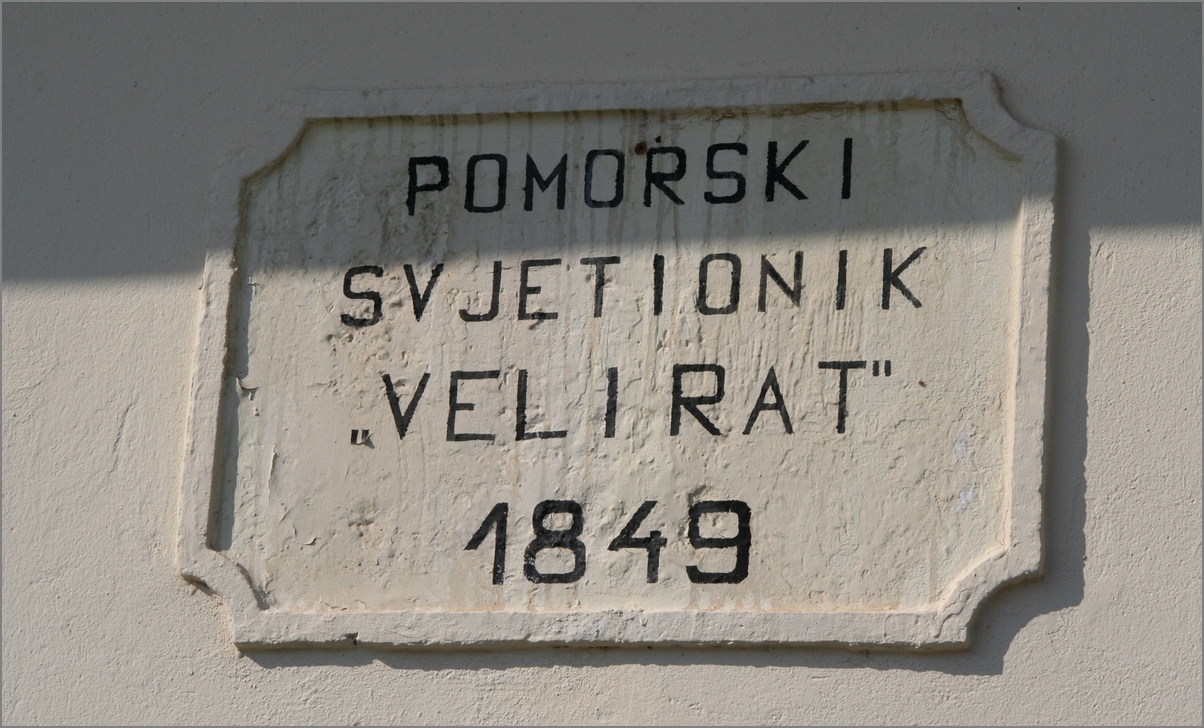 POMORSKI
SVJETIONIK
„VELI RAT"
1849